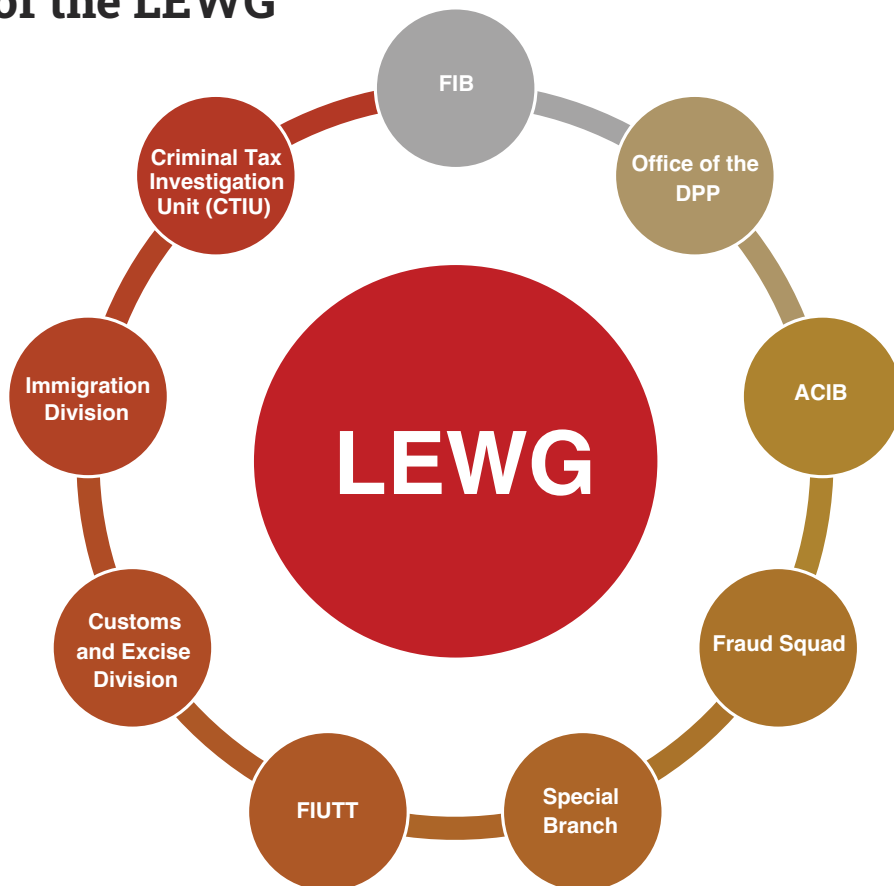 of the LEWG
FIB
Office of the
DPP
ACIB
Fraud Squad
Special
Branch
FIUTT
Customs
and Excise
Division
Immigration
Division
Criminal Tax
Investigation
Unit (CTIU)
LEWG